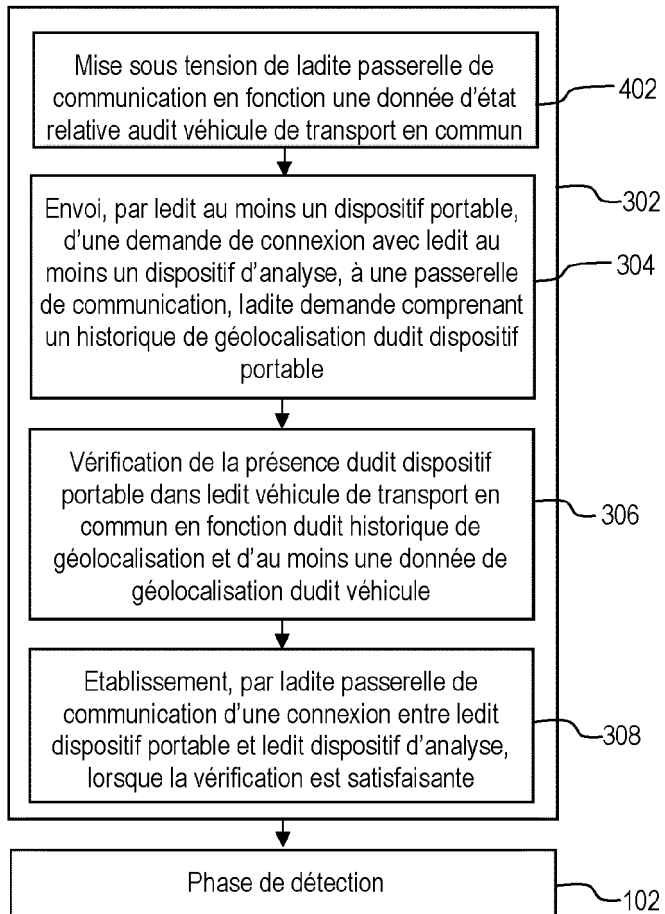 Mise sous tension de ladite passerelle de
communication en fonction une donnée d'état
relative audit véhicule de transport en commun
402
302
Envoi, par ledit au moins un dispositif portable,
d'une demande de connexion avec ledit au
moins un dispositif d'analyse, à une passerelle
de communication, ladite demande comprenant
un historique de géolocalisation dudit dispositif
portable
304
Vérification de la présence dudit dispositif
portable dans ledit véhicule de transport en
commun en fonction dudit historique de
géolocalisation et d'au moins une donnée de
géolocalisation dudit véhicule
306
Etablissement, par ladite passerelle de
communication d'une connexion entre ledit
dispositif portable et ledit dispositif d'analyse,
lorsque la vérification est satisfaisante
308
Phase de détection
102